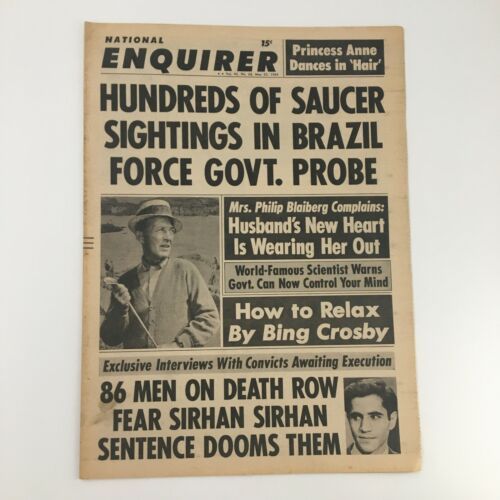 NATIONAL
ENQUIRER
15¢
Princess Anne
Dances in 'Hair'
HUNDREDS OF SAUCER
SIGHTINGS IN BRAZIL
FORCE GOVT. PROBE
Mrs. Philip Blaiberg Complains:
Husband's New Heart
Is Wearing Her Out
World-Famous Scientist Warns
Govt. Can Now Control Your Mind
How to Relax
By Bing Crosby
Exclusive Interviews With Convicts Awaiting Execution
86 MEN ON DEATH ROW
FEAR SIRHAN SIRHAN
SENTENCE DOOMS THEM